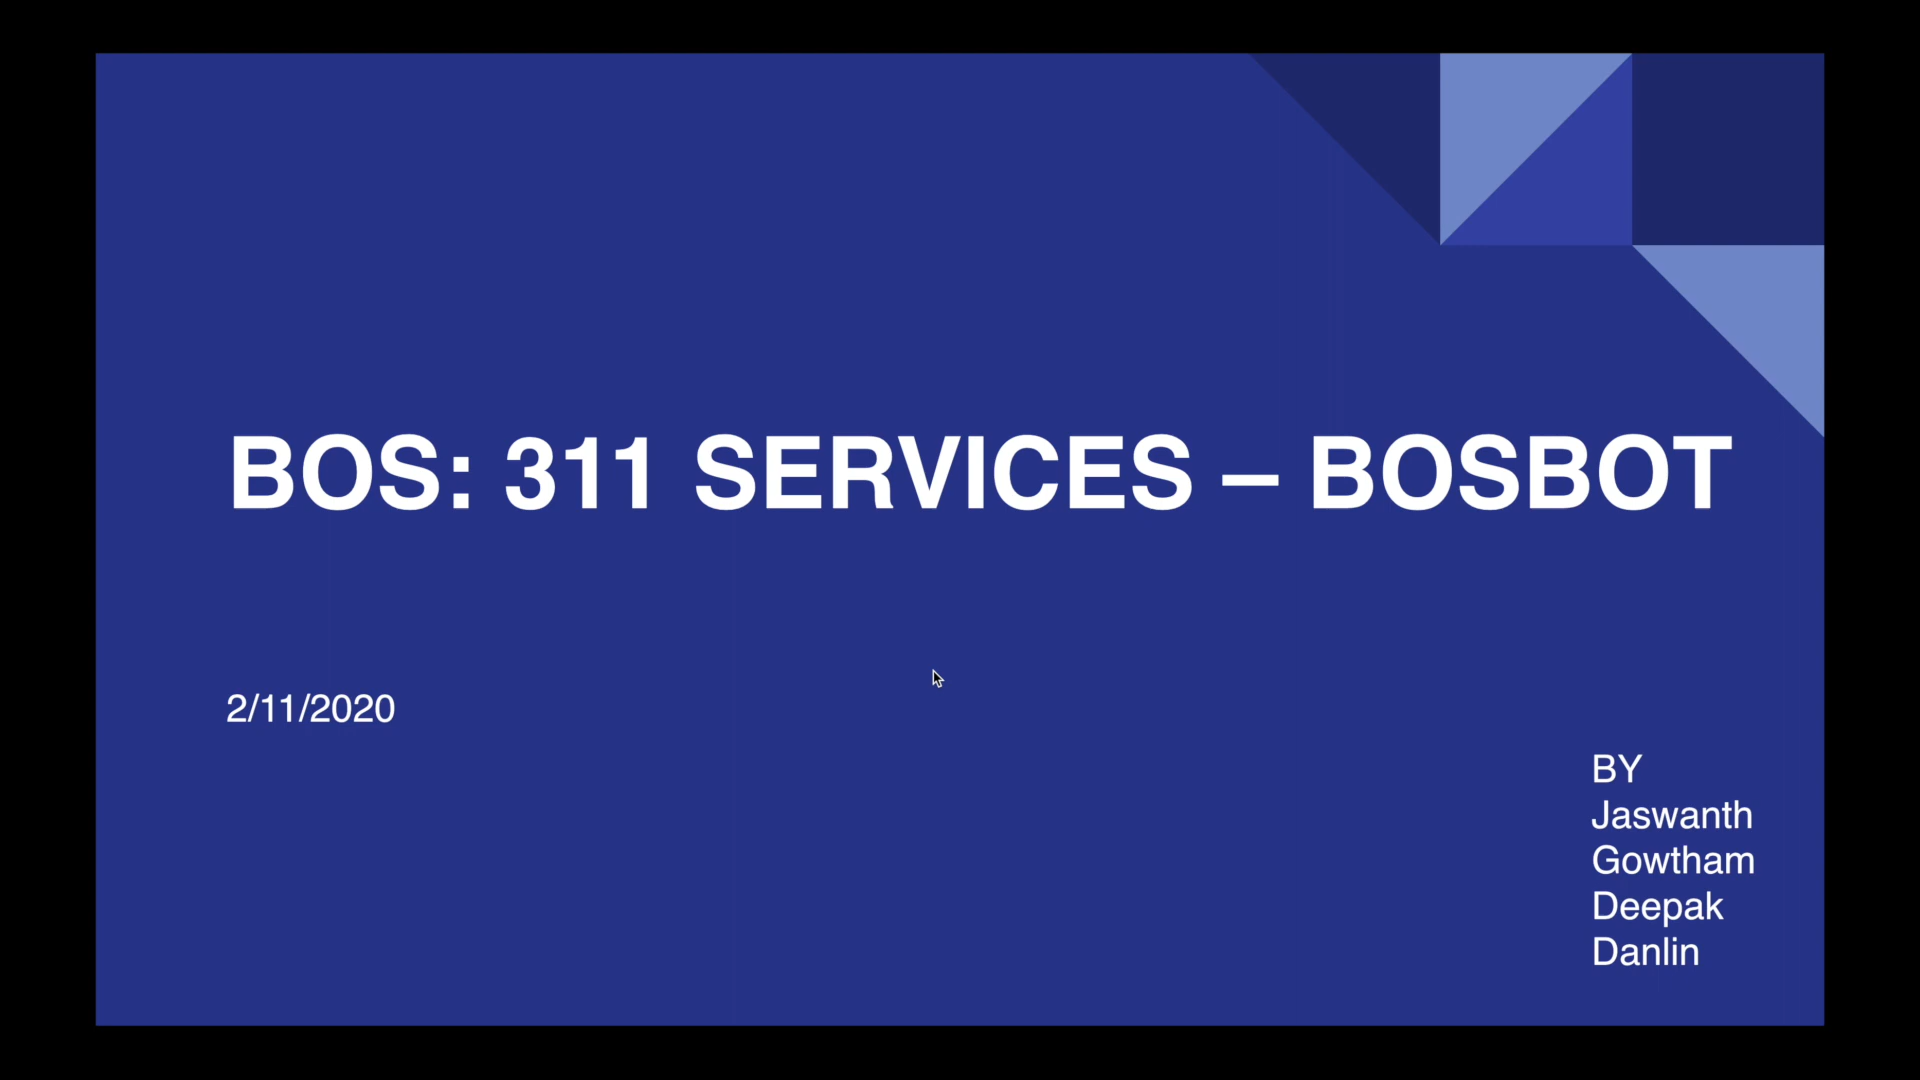 BOS: 311 SERVICES – BOSBOT
2/11/2020
BY
Jaswanth
Gowtham
Deepak
Danlin